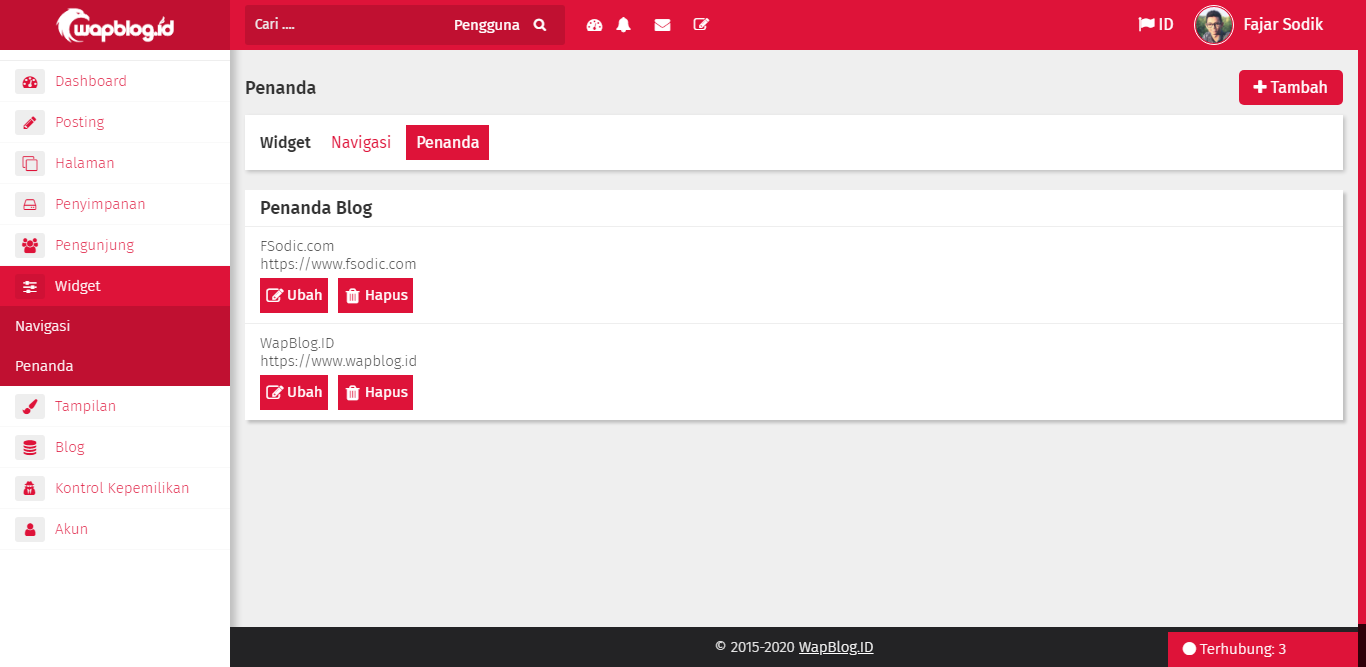 wapblog.id
Cari .... Pengguna
ID Fajar Sodik
Dashboard
Posting
Halaman
Penyimpanan
Pengunjung
Widget
Navigasi
Penanda
Tampilan
Blog
Kontrol Kepemilikan
Akun
Penanda
Tambah
Widget Navigasi Penanda
Penanda Blog
FSodic.com
https://www.fsodic.com
Ubah Hapus
WapBlog.ID
https://www.wapblog.id
Ubah Hapus
© 2015-2020 WapBlog.ID
Terhubung: 3